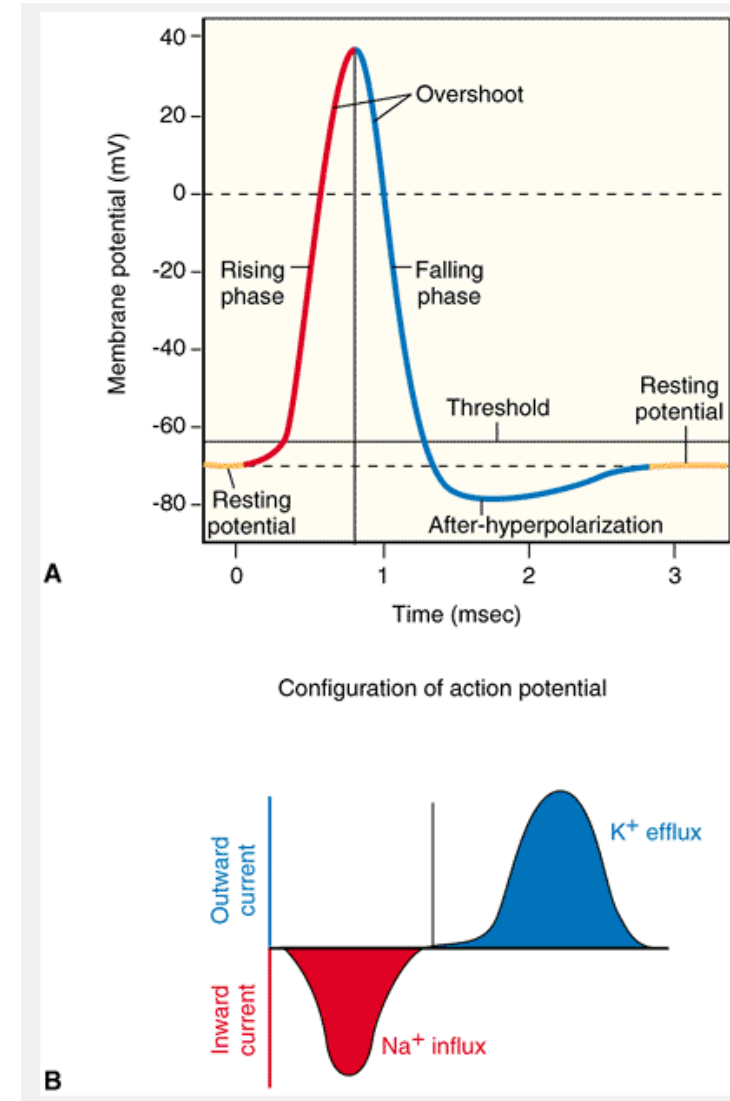 40
20
0
-20
-40
-60
-80
Membrane potential (mV)
Overshoot
Rising
phase
Falling
phase
Threshold
Resting
potential
Resting
potential
After-hyperpolarization
A
0
1
2
3
Time (msec)
Configuration of action potential
Outward
current
K+ efflux
Inward
current
Na+ influx
B